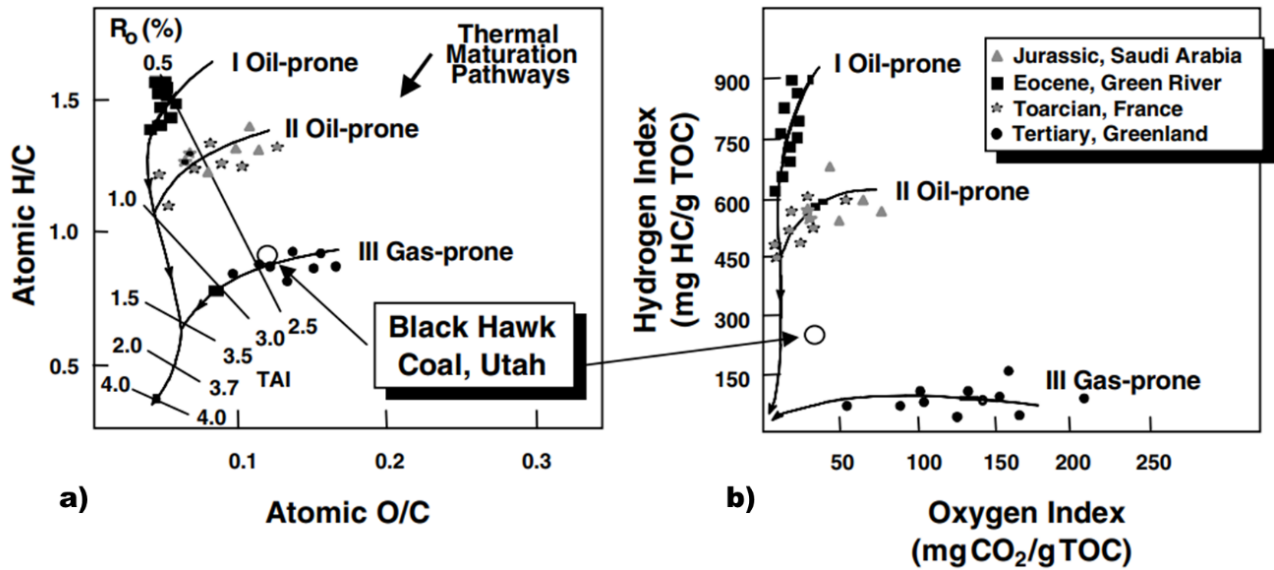 Rₒ (%)
0.5
I Oil-prone
Thermal
Maturation
Pathways
II Oil-prone
III Gas-prone
1.5
1.0
0.5
Atomic H/C
1.0
1.5
2.0
4.0
2.5
3.0
3.5
3.7
TAI
4.0
0.1
0.2
0.3
Atomic O/C
a)
Black Hawk
Coal, Utah
I Oil-prone
II Oil-prone
III Gas-prone
Jurassic, Saudi Arabia
Eocene, Green River
Toarcian, France
Tertiary, Greenland
900
750
600
450
300
150
Hydrogen Index
(mg HC/g TOC)
50
100
150
200
250
b)
Oxygen Index
(mg CO₂/g TOC)